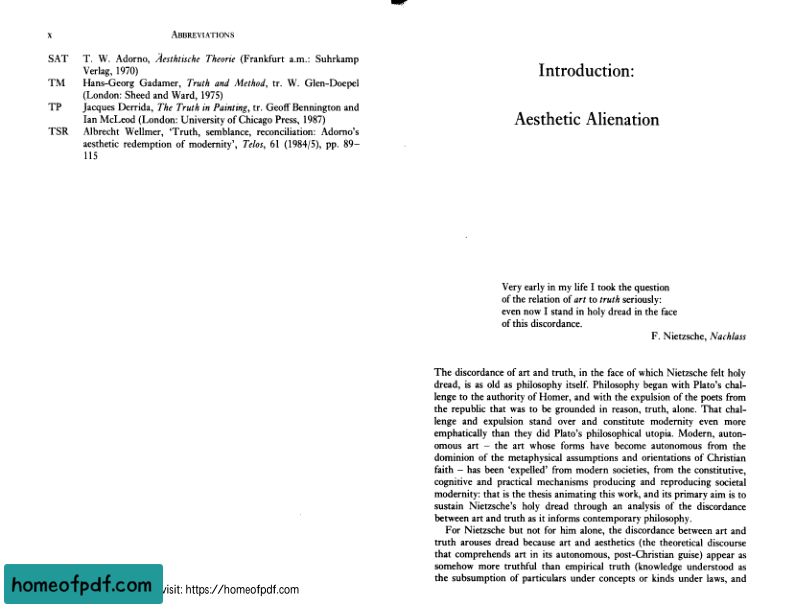 x ABBREVIATIONS
SAT T. W. Adorno, Aesthtische Theorie (Frankfurt a.m.: Suhrkamp
Verlag, 1970)
TM Hans-Georg Gadamer, Truth and Method, tr. W. Glen-Doepel
(London: Sheed and Ward, 1975)
TP Jacques Derrida, The Truth in Painting, tr. Geoff Bennington and
Ian McLeod (London: University of Chicago Press, 1987)
TSR Albrecht Wellmer, ‘Truth, semblance, reconciliation: Adorno’s
aesthetic redemption of modernity’, Telos, 61 (1984/5), pp. 89–
115
Introduction:
Aesthetic Alienation
Very early in my life I took the question
of the relation of art to truth seriously:
even now I stand in holy dread in the face
of this discordance.
F. Nietzsche, Nachlass
The discordance of art and truth, in the face of which Nietzsche felt holy
dread, is as old as philosophy itself. Philosophy began with Plato’s chal-
lenge to the authority of Homer, and with the expulsion of the poets from
the republic that was to be grounded in reason, truth, alone. That chal-
lenge and expulsion stand over and constitute modernity even more
emphatically than they did Plato’s philosophical utopia. Modern, auton-
omous art – the art whose forms have become autonomous from the
dominion of the metaphysical assumptions and orientations of Christian
faith – has been ‘expelled’ from modern societies, from the constitutive,
cognitive and practical mechanisms producing and reproducing societal
modernity: that is the thesis animating this work, and its primary aim is to
sustain Nietzsche’s holy dread through an analysis of the discordance
between art and truth as it informs contemporary philosophy.
For Nietzsche but not for him alone, the discordance between art and
truth arouses dread because art and aesthetics (the theoretical discourse
that comprehends art in its autonomous, post-Christian guise) appear as
somehow more truthful than empirical truth (knowledge understood as
the subsumption of particulars under concepts or kinds under laws, and
homeofpdf.com visit: https://homeofpdf.com